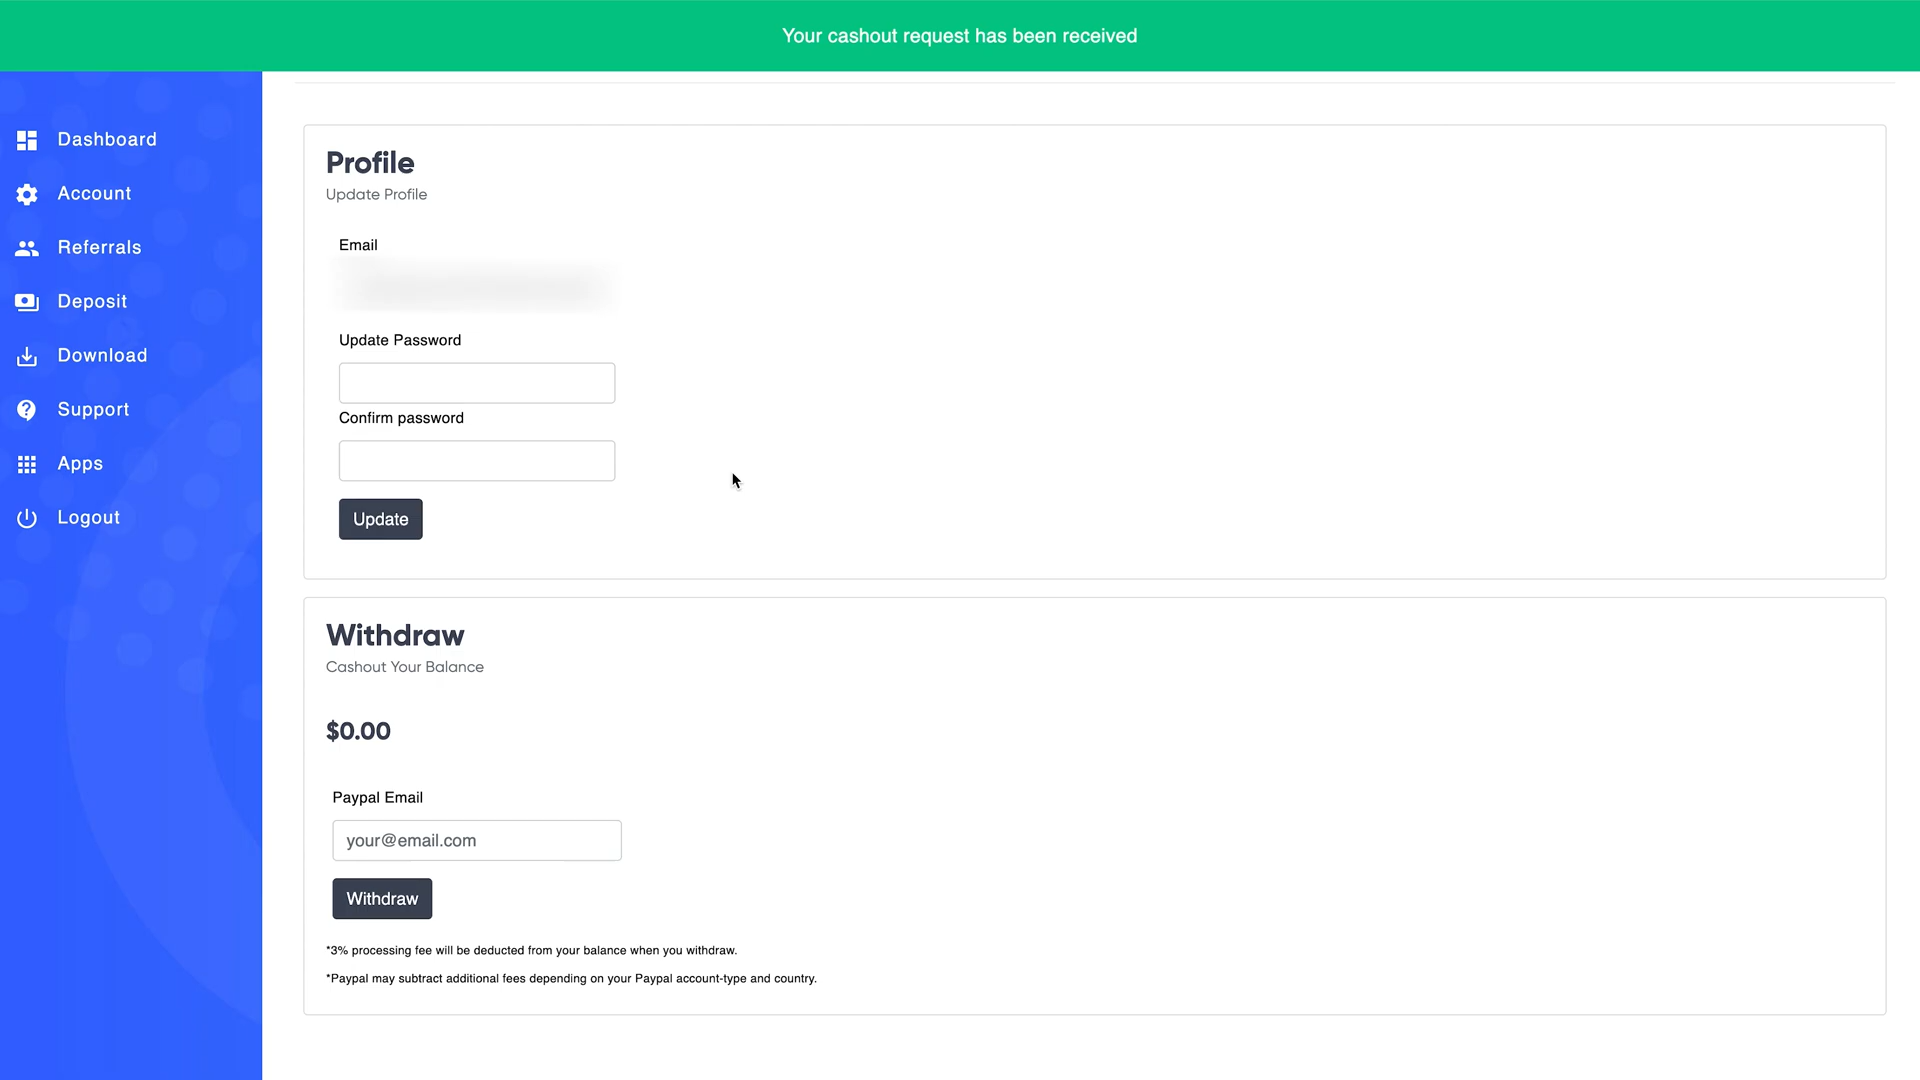 Your cashout request has been received
Dashboard
Account
Referrals
Deposit
Download
Support
Apps
Logout
Profile
Update Profile
Email
Update Password
Confirm password
Update
Withdraw
Cashout Your Balance
$0.00
Paypal Email
your@email.com
Withdraw
*3% processing fee will be deducted from your balance when you withdraw.
*Paypal may subtract additional fees depending on your Paypal account-type and country.